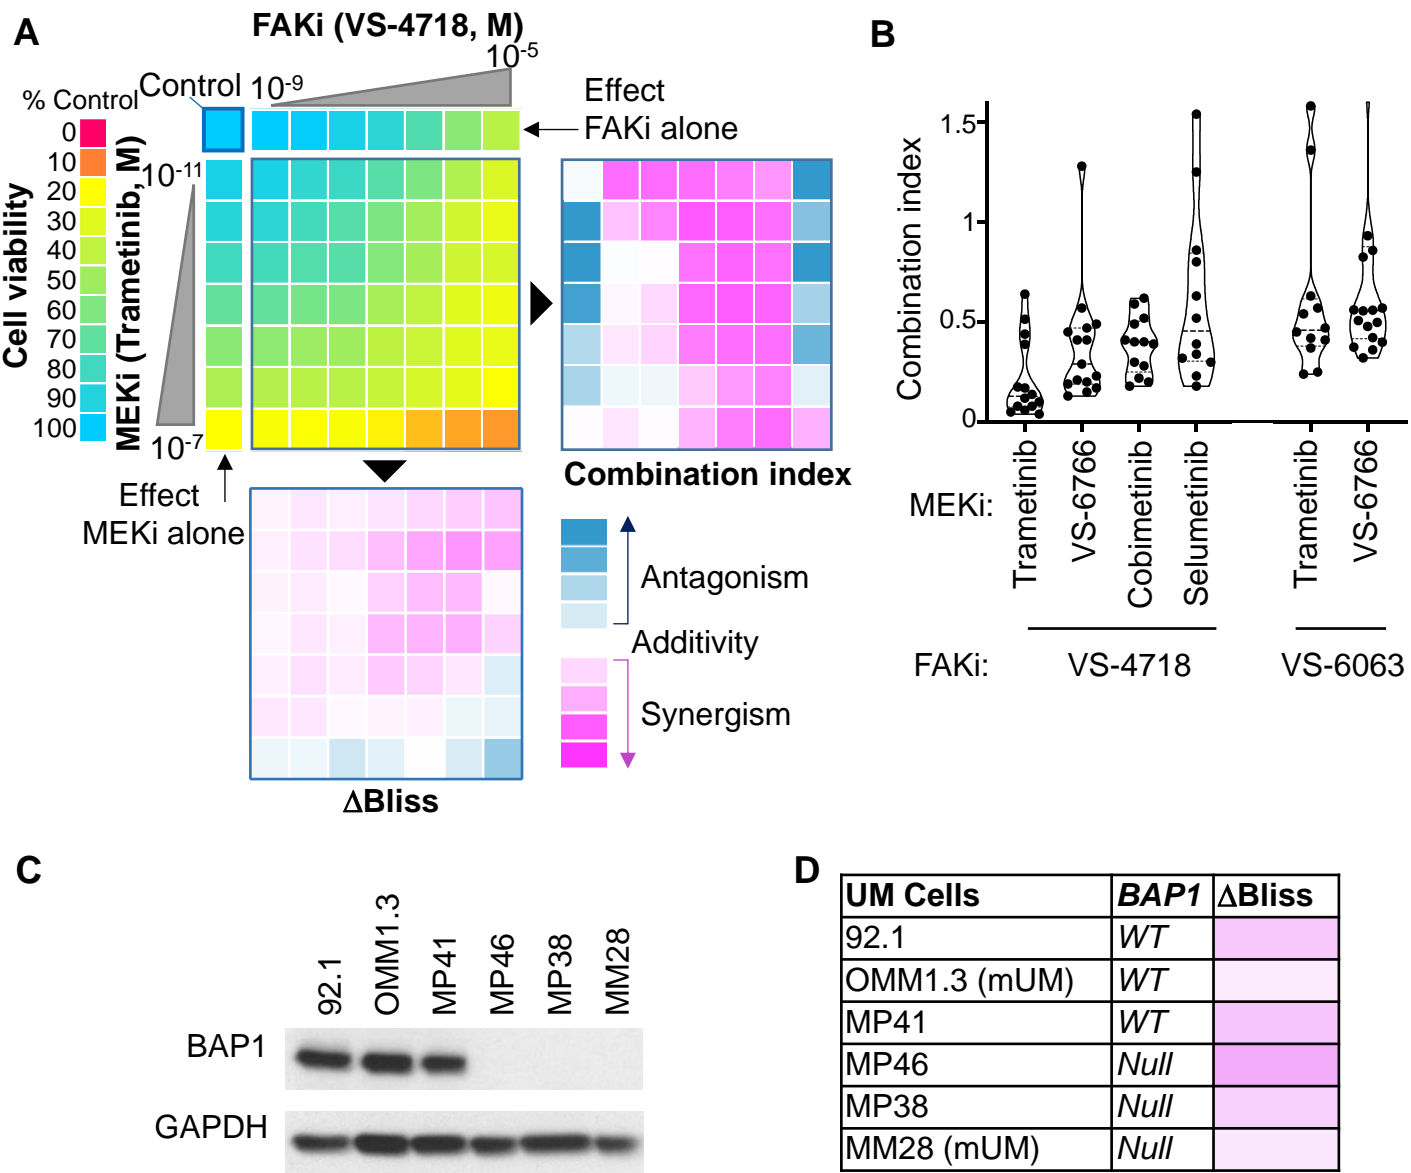 A
FAKi (VS-4718, M)
10-5
Control
10-9
% Control
Effect
FAKi alone
0
10
20
30
40
50
60
70
80
90
100
Cell viability
MEKi (Trametinib, M)
10-11
10-7
Effect
MEKi alone
Combination index
Antagonism
Additivity
Synergism
ΔBliss
B
Combination index
1.5
1
0.5
0
MEKi:
Trametinib
VS-6766
Cobimetinib
Selumetinib
Trametinib
VS-6766
FAKi:
VS-4718
VS-6063
C
92.1
OMM1.3
MP41
MP46
MP38
MM28
BAP1
GAPDH
D
UM Cells BAP1 ΔBliss
92.1 WT
OMM1.3 (mUM) WT
MP41 WT
MP46 Null
MP38 Null
MM28 (mUM) Null